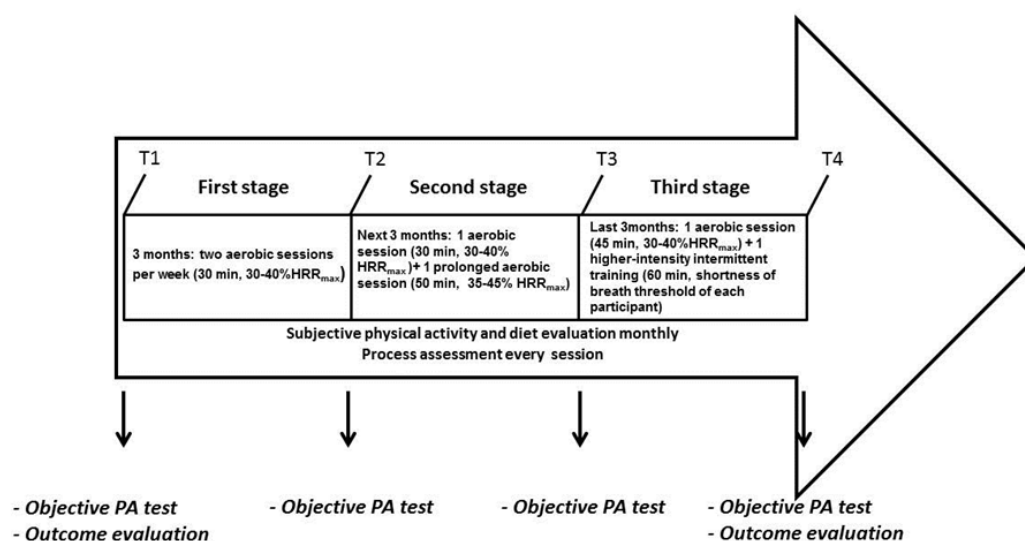 T1
T2
T3
T4
First stage
Second stage
Third stage
3 months: two aerobic sessions
per week (30 min, 30-40%HRRmax)
Next 3 months: 1 aerobic
session (30 min, 30-40%
HRRmax)+ 1 prolonged aerobic
session (50 min, 35-45% HRRmax)
Last 3months: 1 aerobic session
(45 min, 30-40%HRRmax) + 1
higher-intensity intermittent
training (60 min, shortness of
breath threshold of each
participant)
Subjective physical activity and diet evaluation monthly
Process assessment every session
- Objective PA test
- Outcome evaluation
- Objective PA test
- Objective PA test
- Objective PA test
- Outcome evaluation